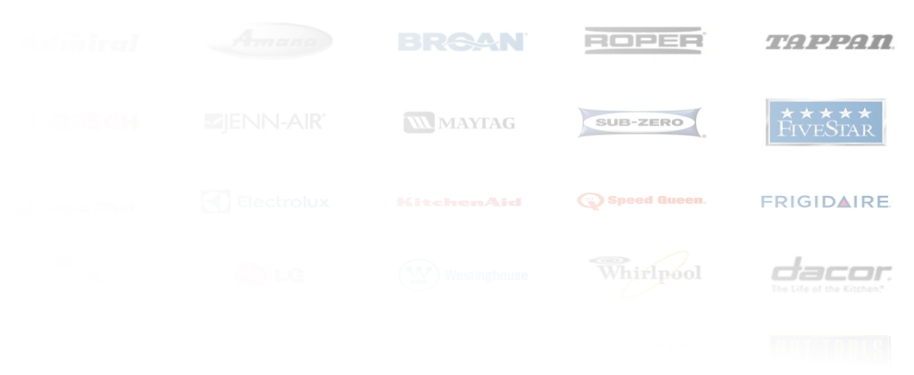 Admiral
Amana
BROAN
ROPER
TAPPAN
JENN-AIR
MAYTAG
SUB-ZERO
FIVESTAR
Electrolux
KitchenAid
Speed Queen
FRIGIDAIRE
LG
W Westinghouse
Whirlpool
dacor.
The Life of the Kitchen.®